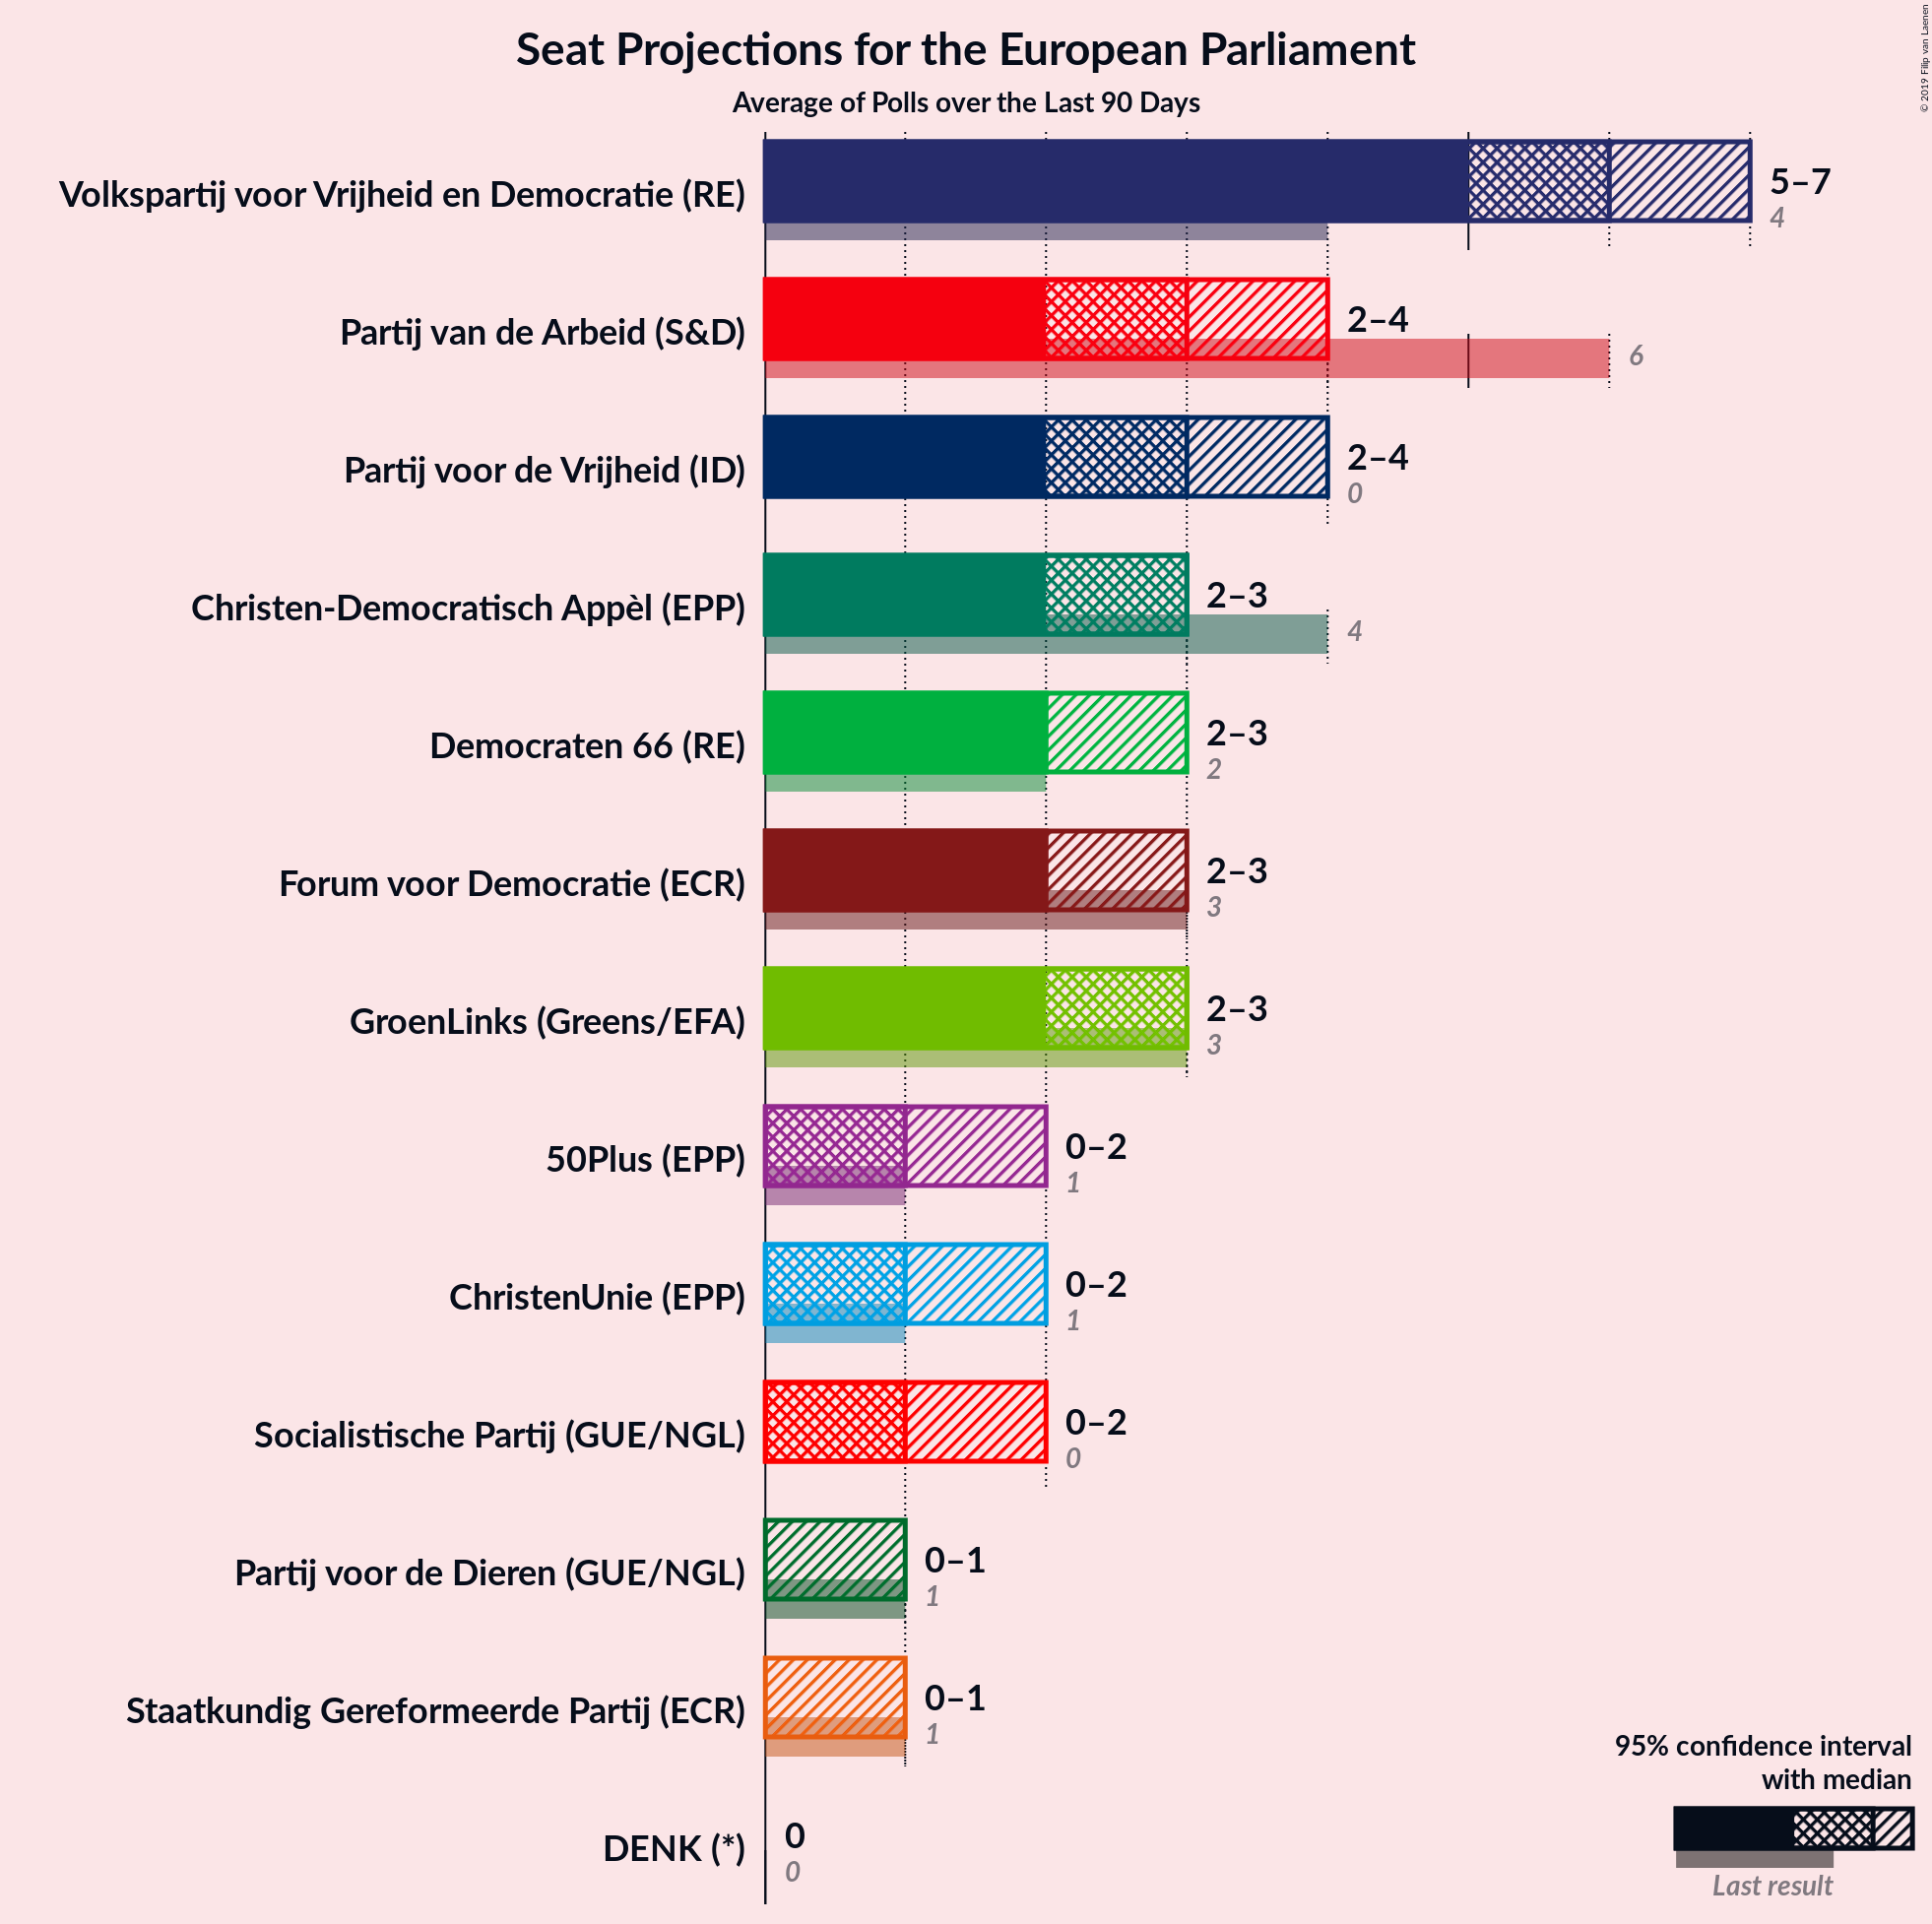 Seat Projections for the European Parliament
Average of Polls over the Last 90 Days
© 2019 Filip van Laenen
Volkspartij voor Vrijheid en Democratie (RE)
5–7
4
Partij van de Arbeid (S&D)
2–4
6
Partij voor de Vrijheid (ID)
2–4
0
Christen-Democratisch Appèl (EPP)
2–3
4
Democraten 66 (RE)
2–3
2
Forum voor Democratie (ECR)
2–3
3
GroenLinks (Greens/EFA)
2–3
3
50Plus (EPP)
0–2
1
ChristenUnie (EPP)
0–2
1
Socialistische Partij (GUE/NGL)
0–2
0
Partij voor de Dieren (GUE/NGL)
0–1
1
Staatkundig Gereformeerde Partij (ECR)
0–1
1
DENK (*)
0
0
95% confidence interval
with median
Last result